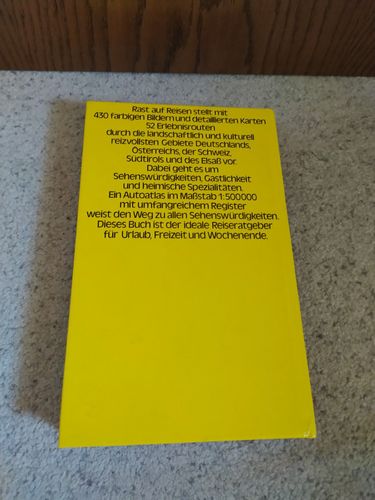 Rast auf Reisen stellt mit
430 farbigen Bildern und detaillierten Karten
52 Erlebnisrouten
durch die landschaftlich und kulturell
reizvollsten Gebiete Deutschlands,
Österreichs, der Schweiz,
Südtirols und des Elsaß vor.
Dabei geht es um
Sehenswürdigkeiten, Gastlichkeit
und heimische Spezialitäten.
Ein Autoatlas im Maßstab 1:500000
mit umfangreichem Register
weist den Weg zu allen Sehenswürdigkeiten.
Dieses Buch ist der ideale Reiseratgeber
für Urlaub, Freizeit und Wochenende.